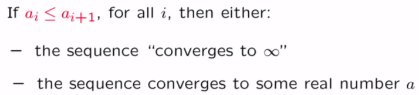 If a_i ≤ a_{i+1}, for all i, then either:
– the sequence “converges to ∞”
– the sequence converges to some real number a